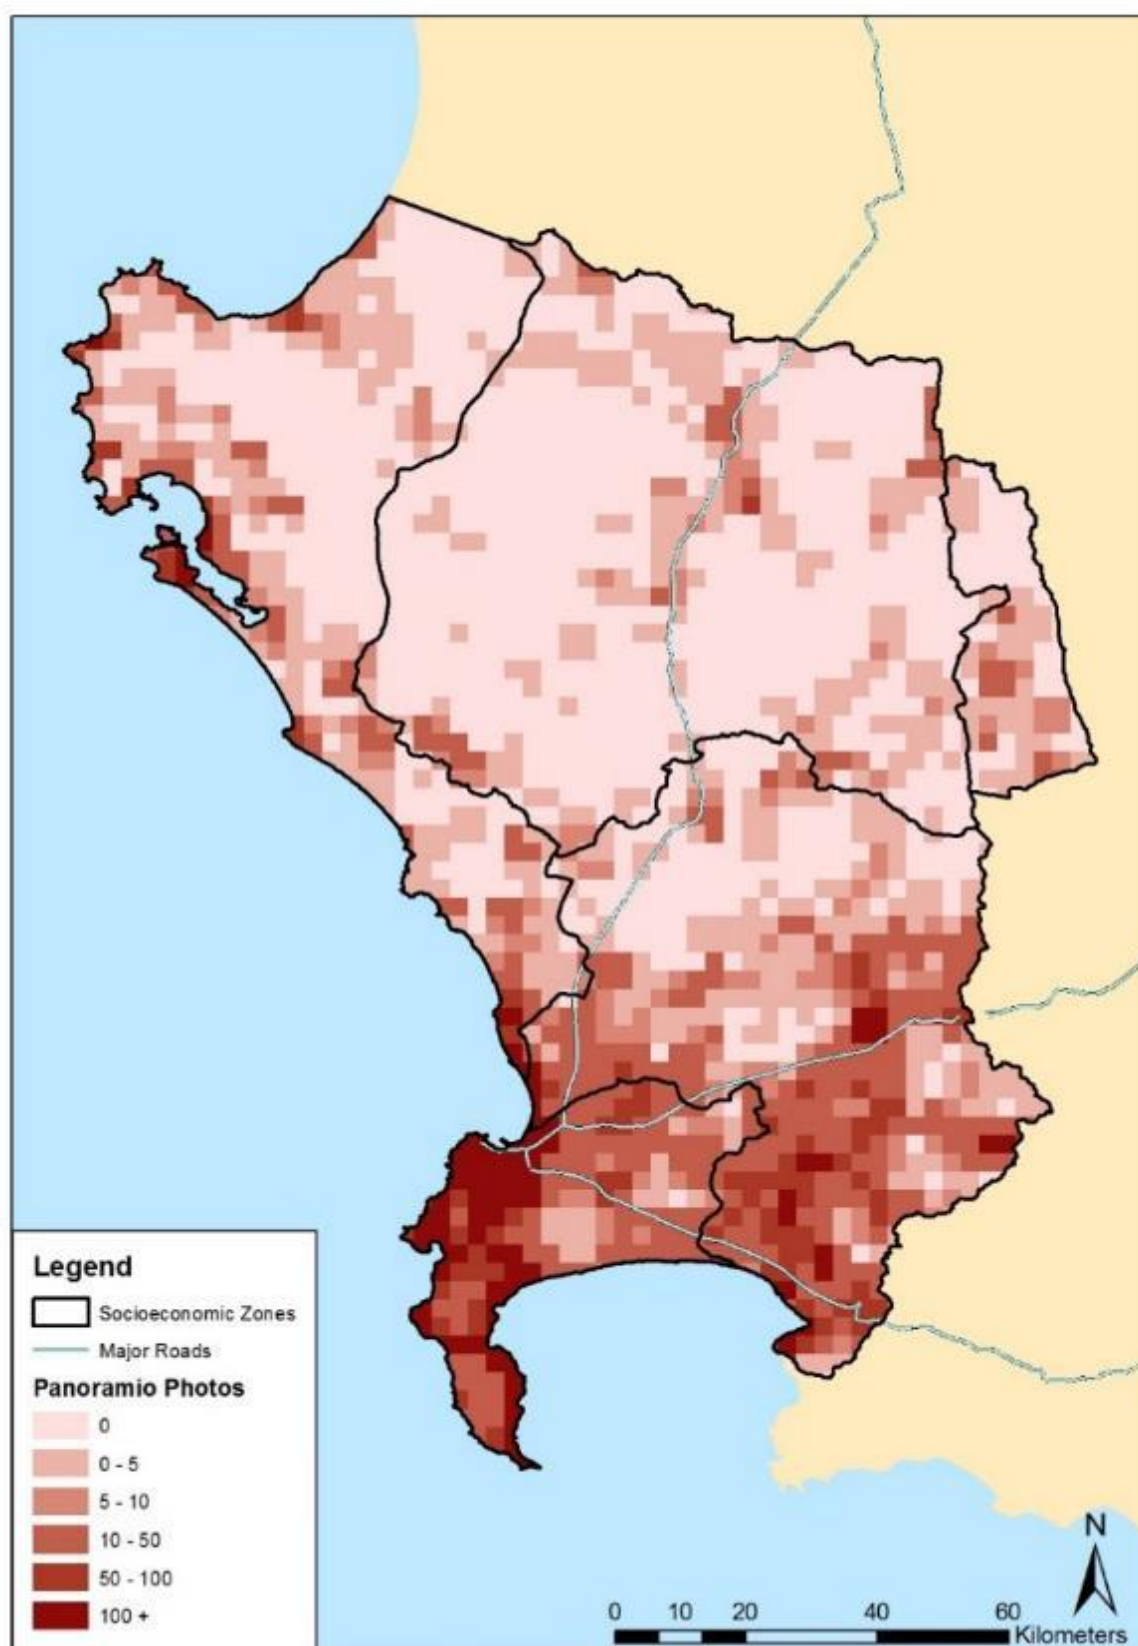 Legend
Socioeconomic Zones
Major Roads
Panoramio Photos
0
0 - 5
5 - 10
10 - 50
50 - 100
100 +
N
0 10 20 40 60
Kilometers